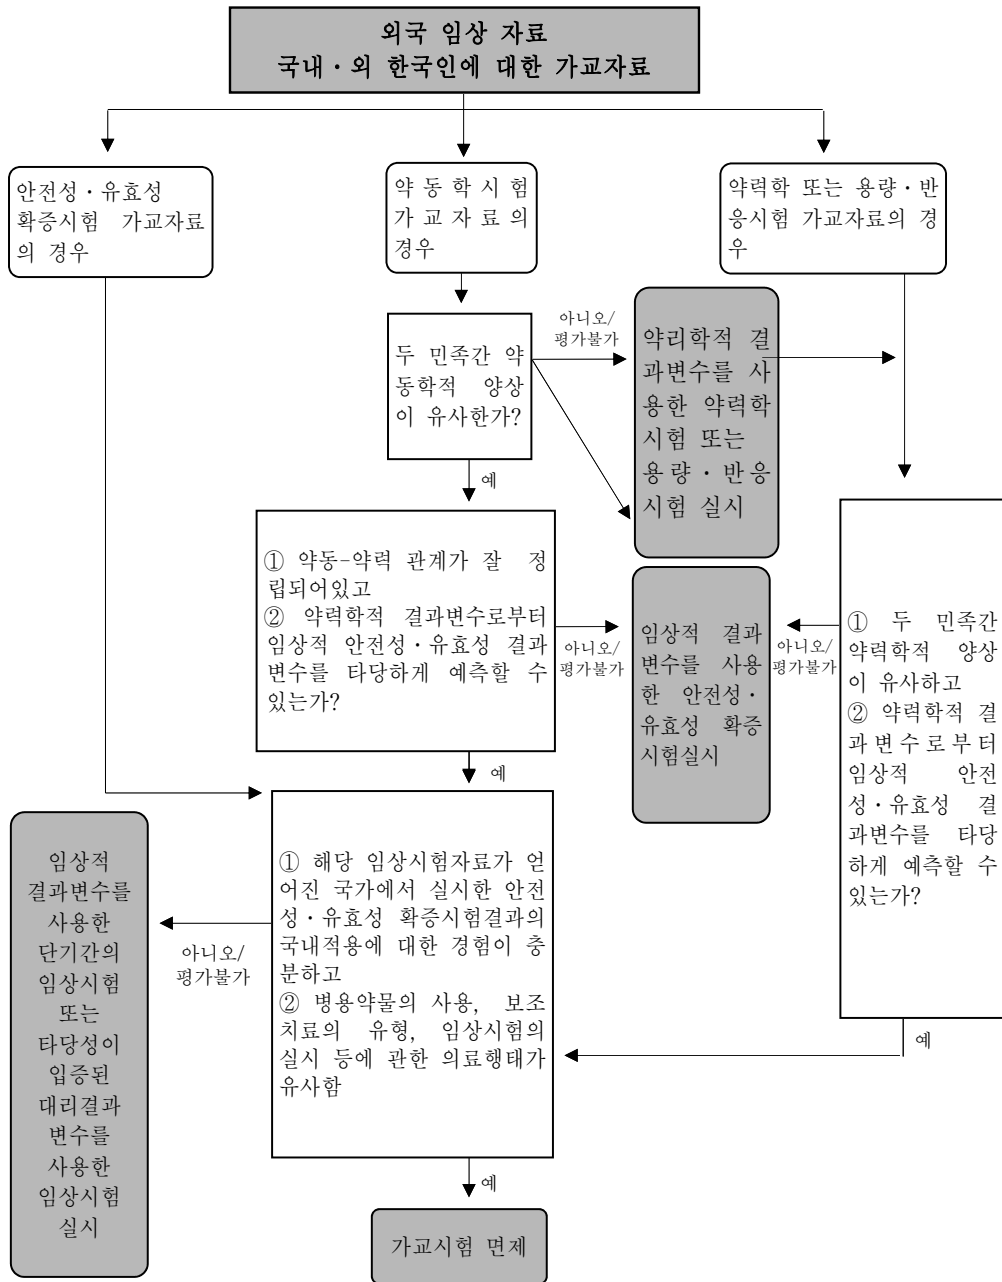 외국 임상 자료
국내·외 한국인에 대한 가교자료
안전성·유효성
확증시험 가교자료
의 경우
약동학시험
가교자료의
경우
약력학 또는 용량·반
응시험 가교자료의 경
우
두 민족간 약
동학적 양상
이 유사한가?
아니오/
평가불가
약리학적 결
과변수를 사
용한 약력학
시험 또는
용량·반응
시험 실시
예
① 약동-약력 관계가 잘 정
립되어있고
② 약력학적 결과변수로부터
임상적 안전성·유효성 결과
변수를 타당하게 예측할 수
있는가?
아니오/
평가불가
임상적 결과
변수를 사용
한 안전성·
유효성 확증
시험실시
아니오/
평가불가
① 두 민족간
약력학적 양상
이 유사하고
② 약력학적 결
과변수로부터
임상적 안전
성·유효성 결
과변수를 타당
하게 예측할 수
있는가?
예
예
① 해당 임상시험자료가 얻
어진 국가에서 실시한 안전
성·유효성 확증시험결과의
국내적용에 대한 경험이 충
분하고
② 병용약물의 사용, 보조
치료의 유형, 임상시험의
실시 등에 관한 의료행태가
유사함
아니오/
평가불가
임상적
결과변수를
사용한
단기간의
임상시험
또는
타당성이
입증된
대리결과
변수를
사용한
임상시험
실시
예
가교시험 면제